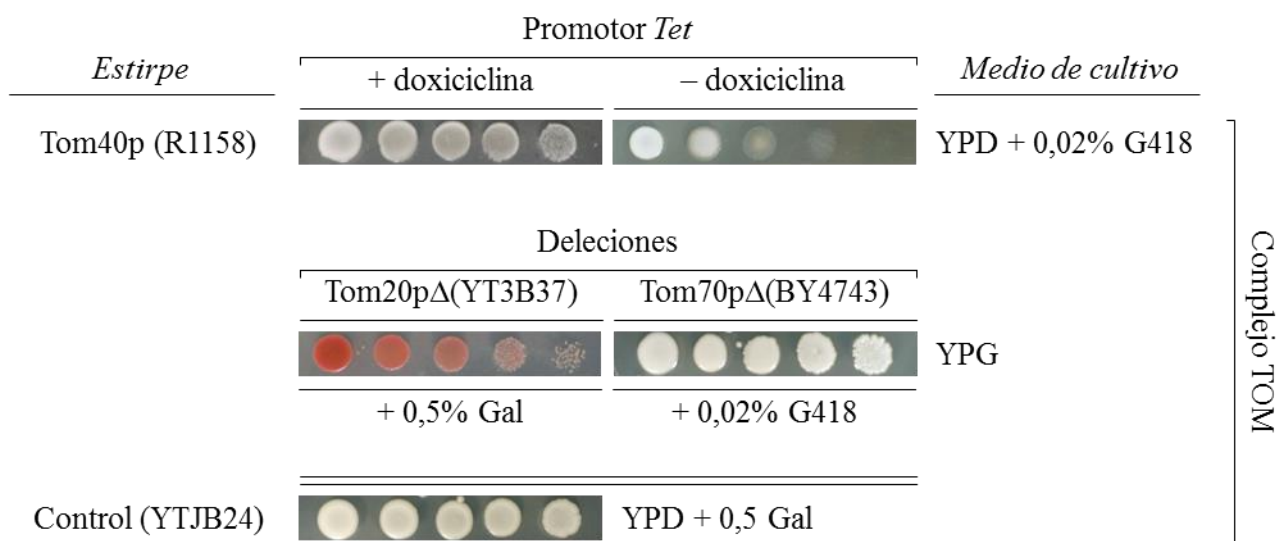 Promotor Tet
Estirpe
+ doxiciclina
– doxiciclina
Medio de cultivo
Tom40p (R1158)
YPD + 0,02% G418
Deleciones
Tom20pΔ(YT3B37)
Tom70pΔ(BY4743)
YPG
+ 0,5% Gal
+ 0,02% G418
Control (YTJB24)
YPD + 0,5 Gal
Complejo TOM